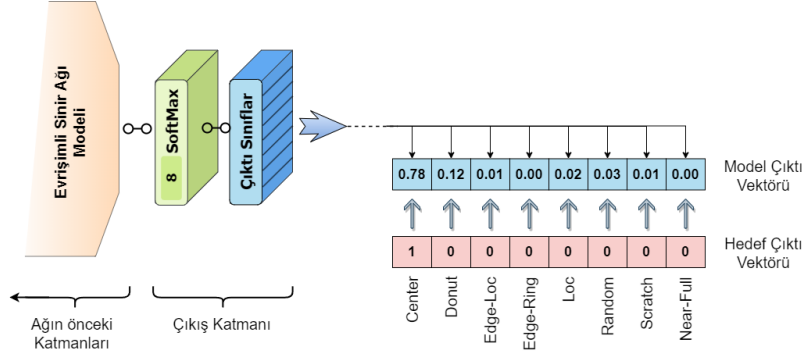 Evrişimli Sinir Ağı
Modeli
8
SoftMax
Çıktı Sınıflar
0.78 0.12 0.01 0.00 0.02 0.03 0.01 0.00
Model Çıktı
Vektörü
1 0 0 0 0 0 0 0
Hedef Çıktı
Vektörü
Center
Donut
Edge-Loc
Edge-Ring
Loc
Random
Scratch
Near-Full
Ağın önceki
Katmanları
Çıkış Katmanı